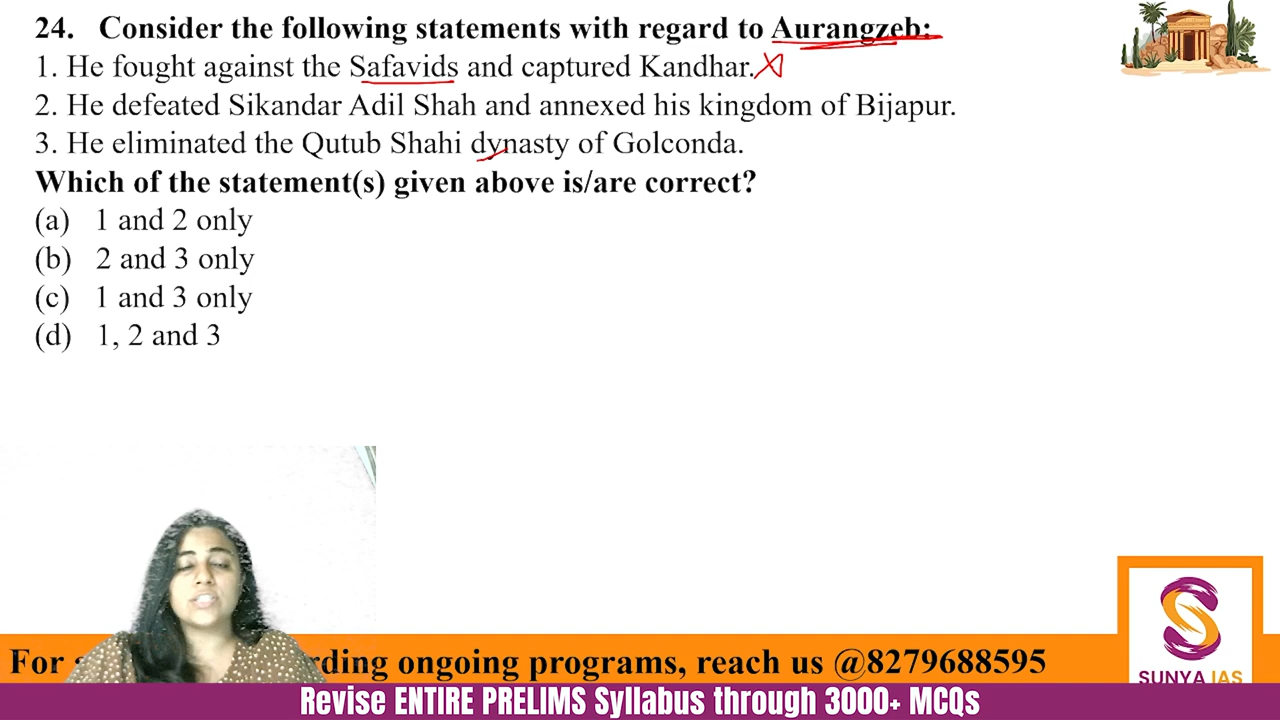 24. Consider the following statements with regard to Aurangzeb:
1. He fought against the Safavids and captured Kandhar.
2. He defeated Sikandar Adil Shah and annexed his kingdom of Bijapur.
3. He eliminated the Qutub Shahi dynasty of Golconda.
Which of the statement(s) given above is/are correct?
(a) 1 and 2 only
(b) 2 and 3 only
(c) 1 and 3 only
(d) 1, 2 and 3
For rding ongoing programs, reach us @8279688595
SUNYA IAS
Revise ENTIRE PRELIMS Syllabus through 3000+ MCQs